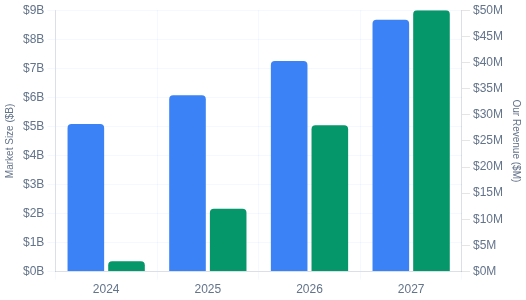 $9B
$8B
$7B
$6B
$5B
$4B
$3B
$2B
$1B
$0B
Market Size ($B)
$50M
$45M
$40M
$35M
$30M
$25M
$20M
$15M
$10M
$5M
$0M
Our Revenue ($M)
2024
2025
2026
2027